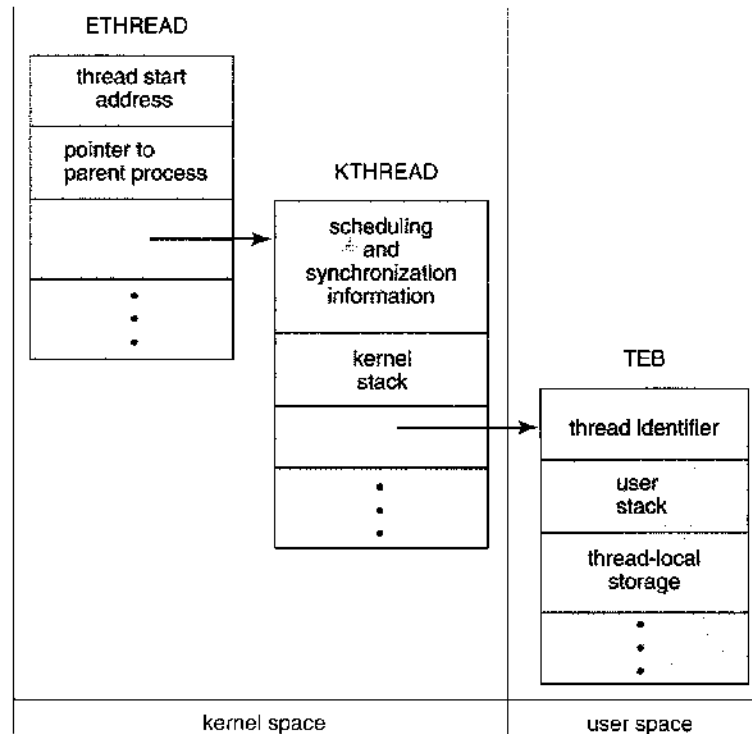 ETHREAD
thread start
address
pointer to
parent process
KTHREAD
scheduling
and
synchronization
information
kernel
stack
TEB
thread identifier
user
stack
thread-local
storage
kernel space
user space